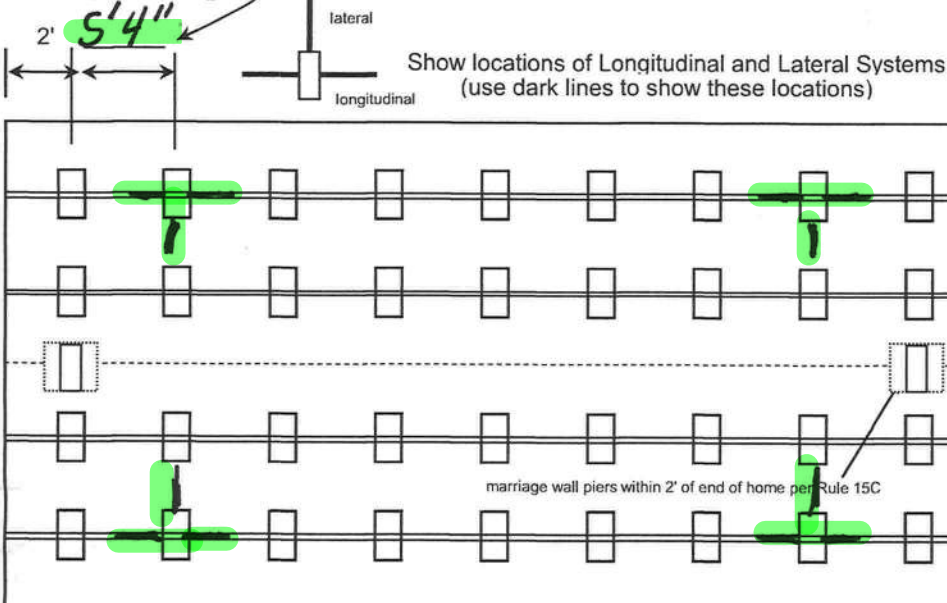 2' 5'4"
lateral
longitudinal
Show locations of Longitudinal and Lateral Systems
(use dark lines to show these locations)
marriage wall piers within 2' of end of home per Rule 15C